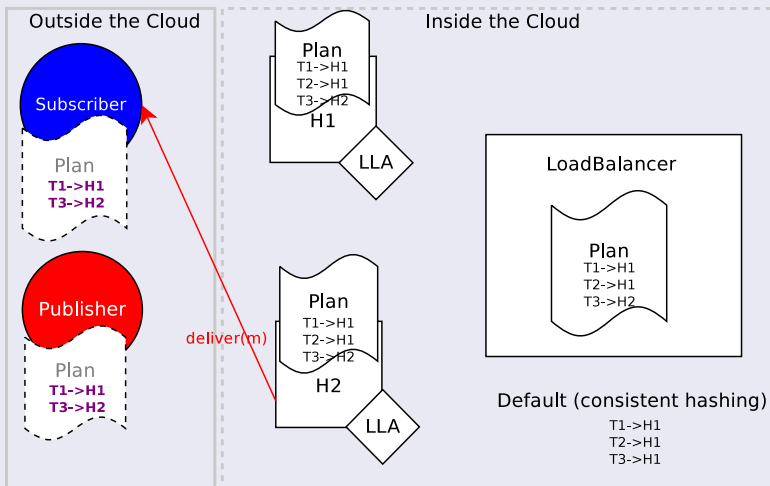 Outside the Cloud
Inside the Cloud
Subscriber
Plan
T1->H1
T3->H2
Publisher
Plan
T1->H1
T3->H2
deliver(m)
Plan
T1->H1
T2->H1
T3->H2
H1
LLA
Plan
T1->H1
T2->H1
T3->H2
H2
LLA
LoadBalancer
Plan
T1->H1
T2->H1
T3->H2
Default (consistent hashing)
T1->H1
T2->H1
T3->H1